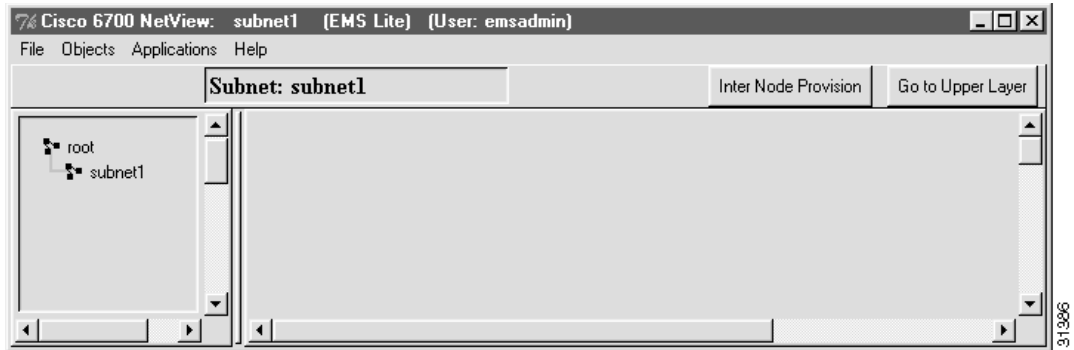 Cisco 6700 NetView: subnet1 (EMS Lite) (User: emsadmin)
File Objects Applications Help
Subnet: subnet1
Inter Node Provision
Go to Upper Layer
root
subnet1
31386